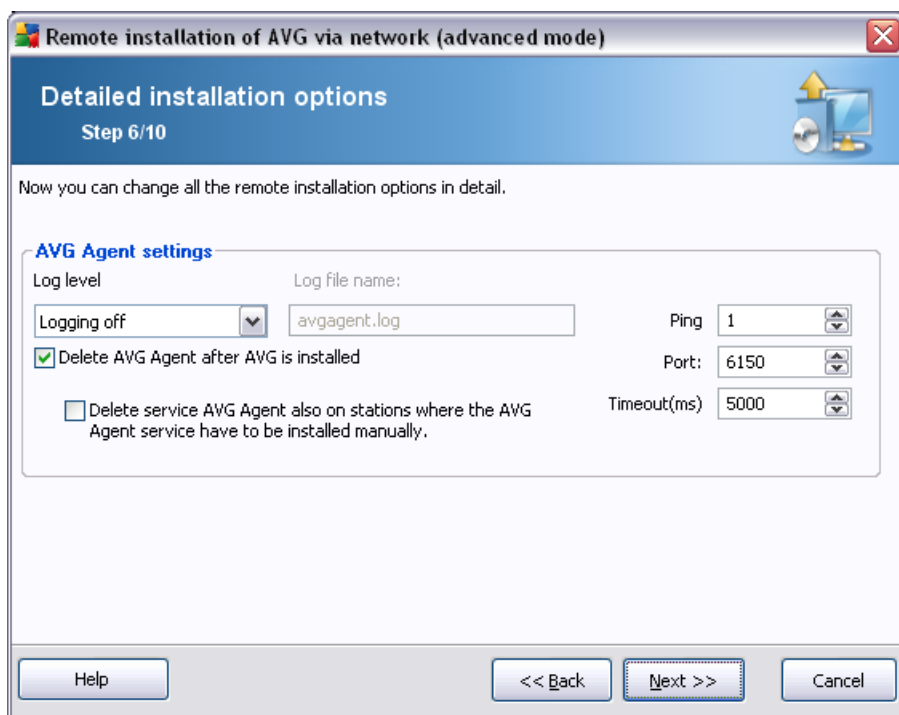 Remote installation of AVG via network (advanced mode)
Detailed installation options
Step 6/10
Now you can change all the remote installation options in detail.
AVG Agent settings
Log level
Log file name:
Logging off
avgagent.log
Ping
1
Delete AVG Agent after AVG is installed
Port:
6150
Delete service AVG Agent also on stations where the AVG
Agent service have to be installed manually.
Timeout(ms)
5000
Help
<< Back
Next >>
Cancel